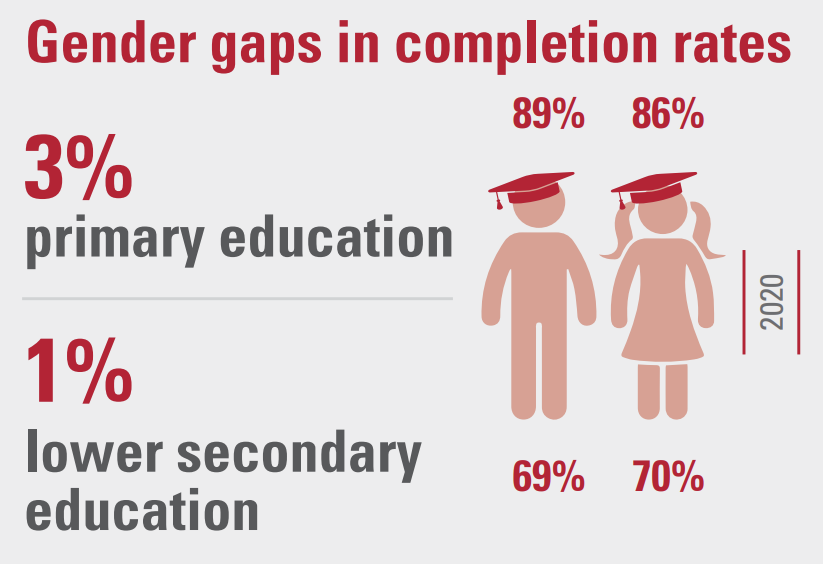 Gender gaps in completion rates
89% 86%
3%
primary education
2020
1%
lower secondary
education
69% 70%